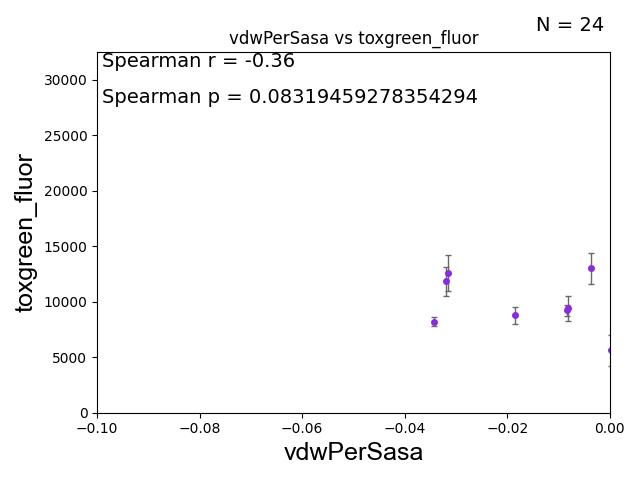 N = 24
vdwPerSasa vs toxgreen_fluor
Spearman r = -0.36
Spearman p = 0.08319459278354294
30000
25000
20000
15000
10000
5000
0
toxgreen_fluor
−0.10
−0.08
−0.06
−0.04
−0.02
0.00
vdwPerSasa